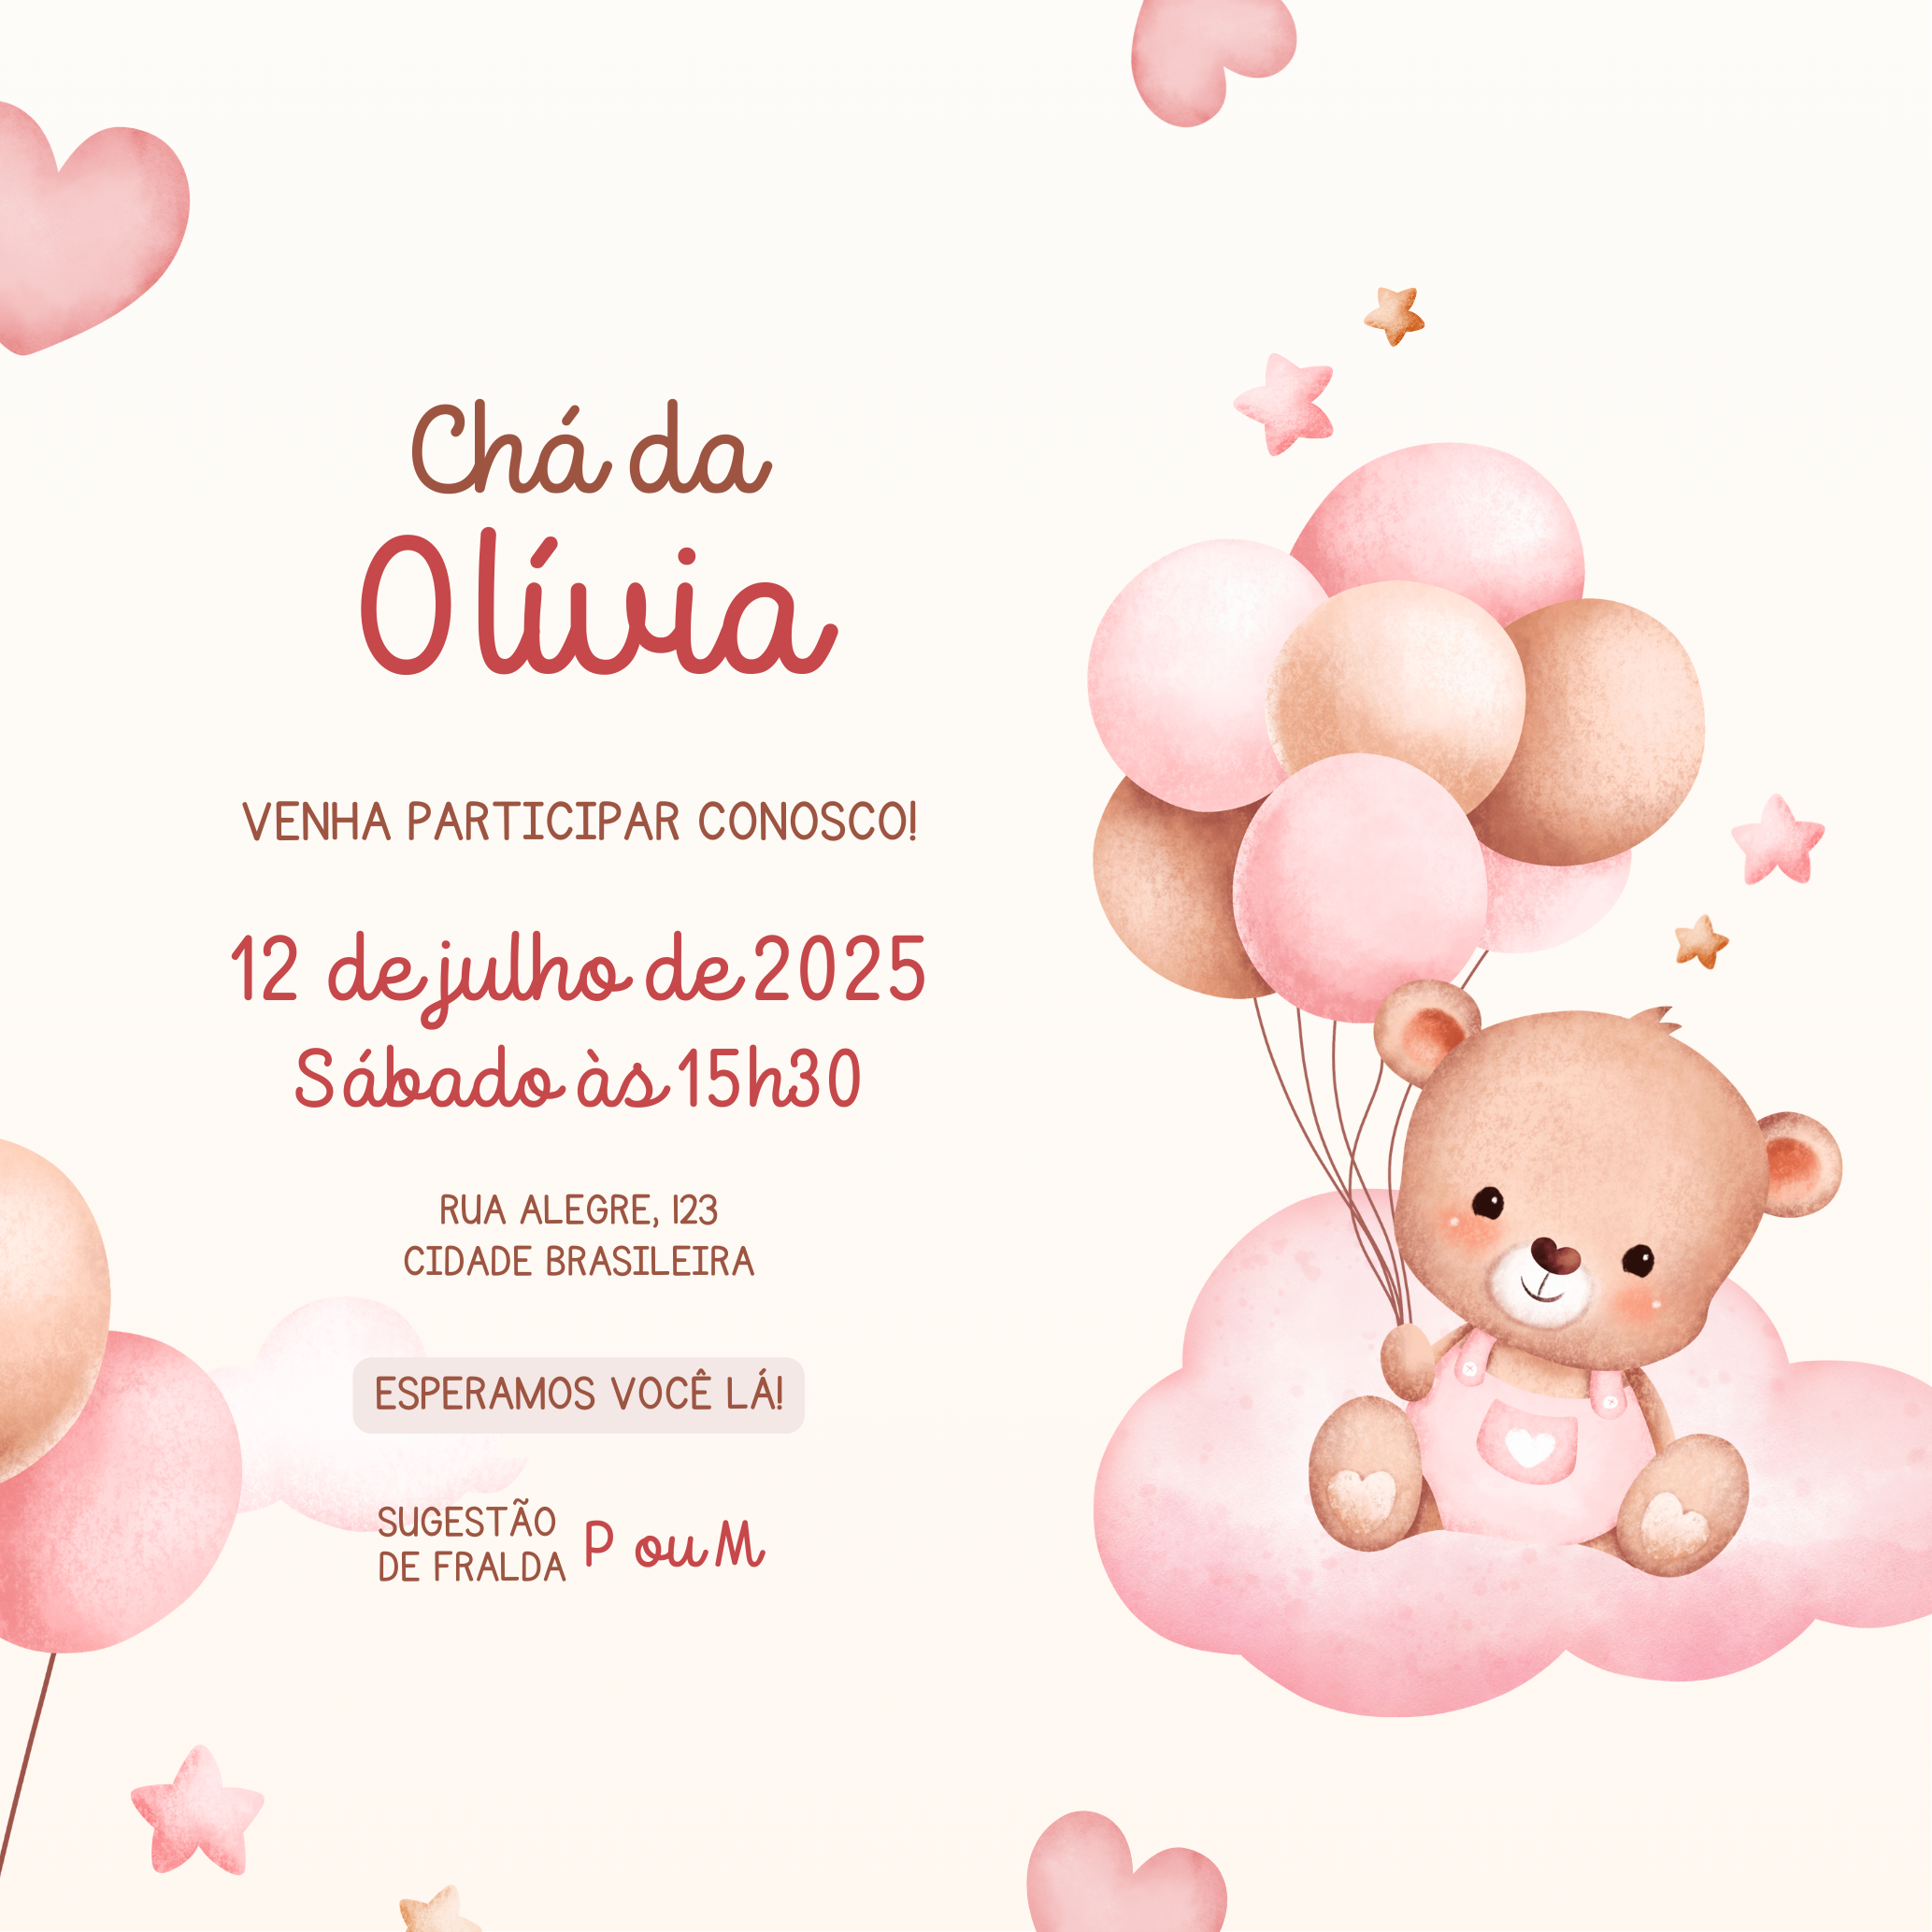 Chá da
Olívia
VENHA PARTICIPAR CONOSCO!
12 de julho de 2025
Sábado às 15h30
RUA ALEGRE, 123
CIDADE BRASILEIRA
ESPERAMOS VOCÊ LÁ!
SUGESTÃO
DE FRALDA
P ou M